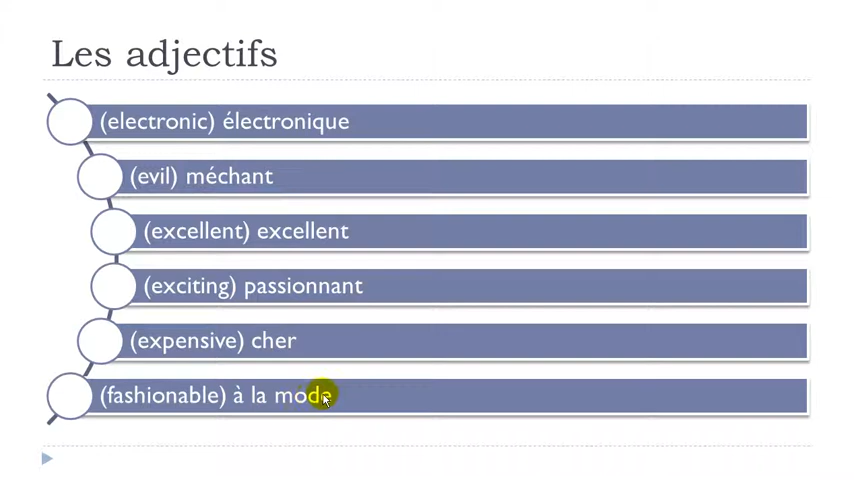 Les adjectifs
(electronic) électronique
(evil) méchant
(excellent) excellent
(exciting) passionnant
(expensive) cher
(fashionable) à la mode